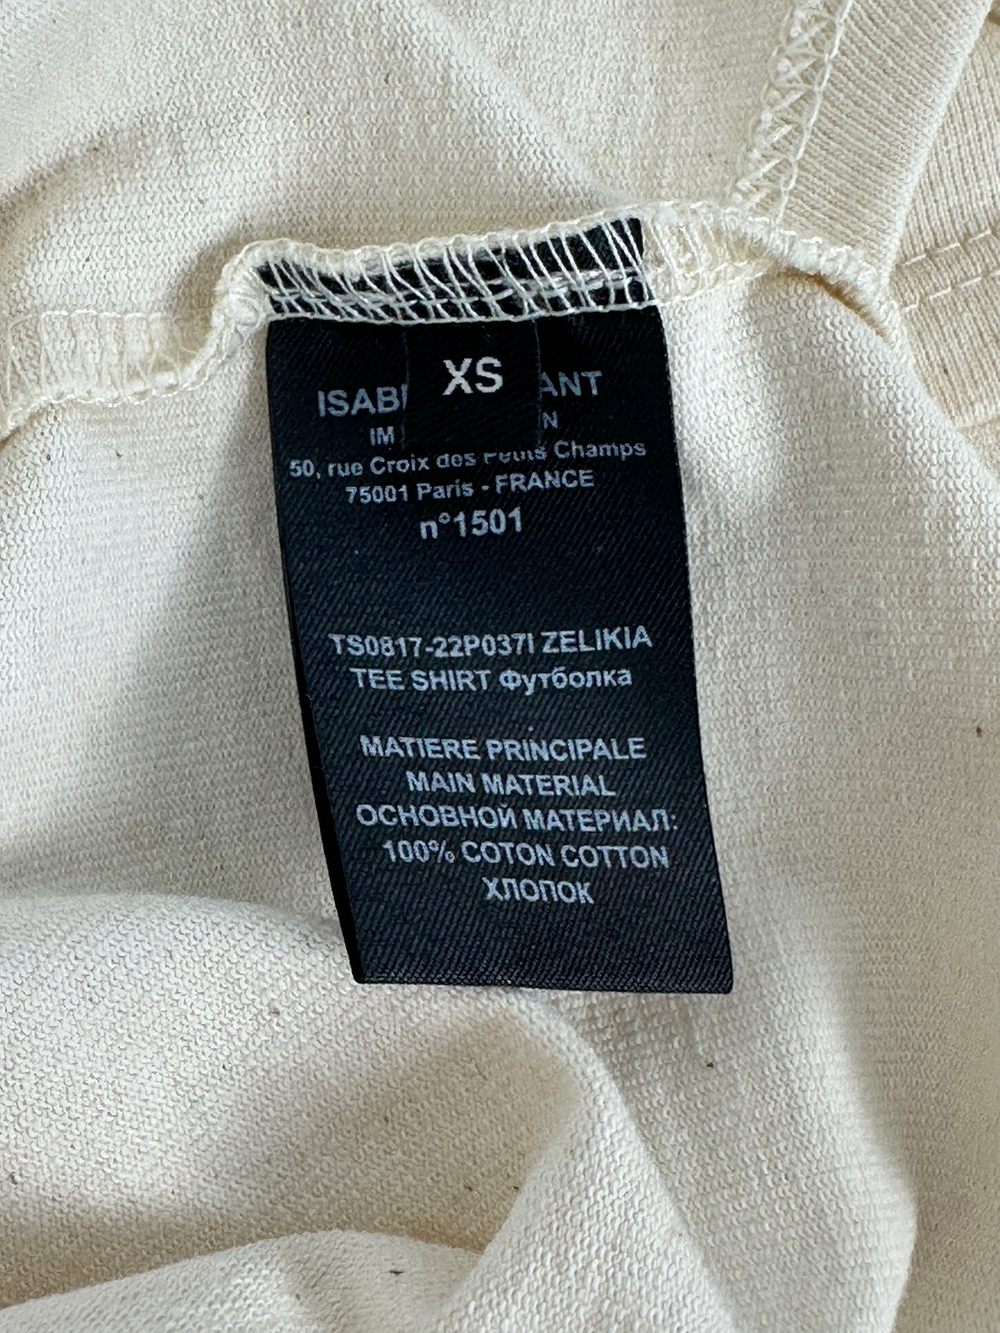 XS
ISAB ANT
IM N
50, rue Croix des Petits Champs
75001 Paris - FRANCE
n°1501
TS0817-22P037I ZELIKIA
TEE SHIRT Футболка
MATIERE PRINCIPALE
MAIN MATERIAL
ОСНОВНОЙ МАТЕРИАЛ:
100% COTON COTTON
ХЛОПОК